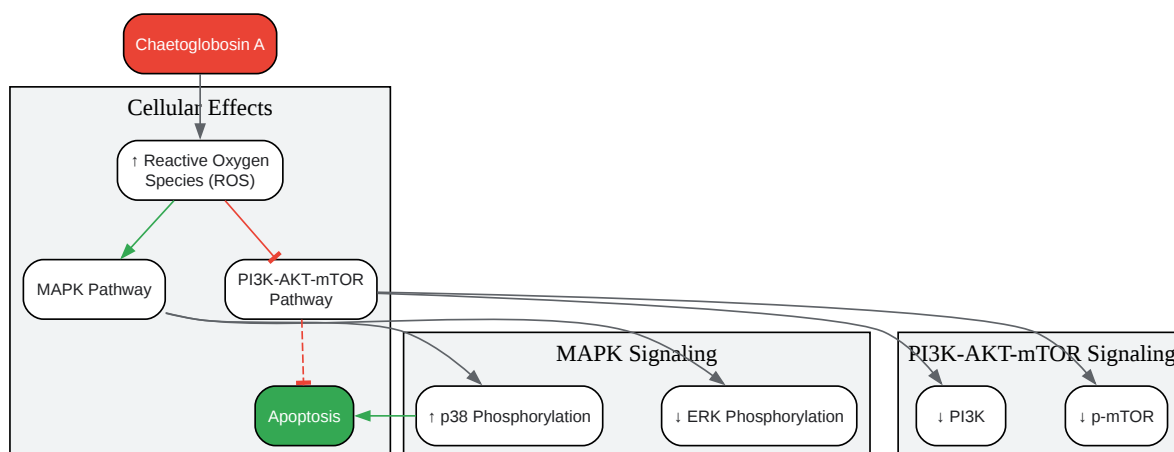 Chaetoglobosin A
Cellular Effects
↑ Reactive Oxygen
Species (ROS)
MAPK Pathway
PI3K-AKT-mTOR
Pathway
MAPK Signaling
PI3K-AKT-mTOR Signaling
Apoptosis
↑ p38 Phosphorylation
↓ ERK Phosphorylation
↓ PI3K
↓ p-mTOR